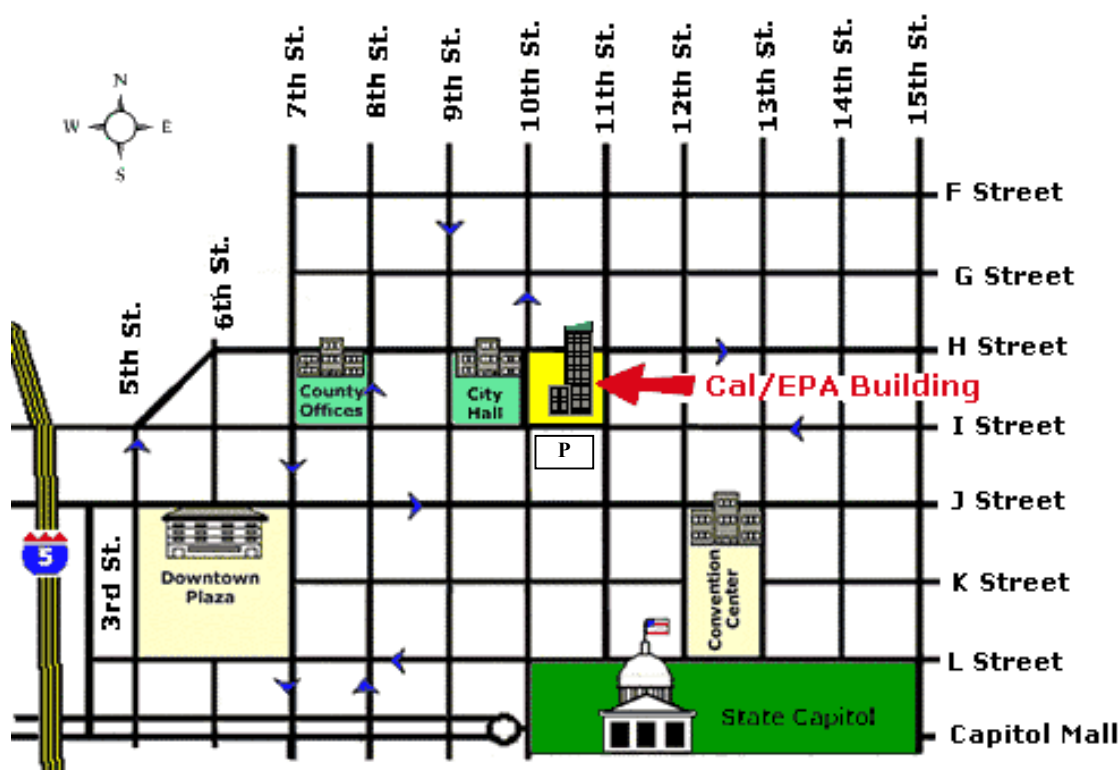 7th St.
8th St.
9th St.
10th St.
11th St.
12th St.
13th St.
14th St.
15th St.
N
W
E
S
F Street
6th St.
G Street
5th St.
H Street
County
Offices
City
Hall
Cal/EPA Building
I Street
P
J Street
5
3rd St.
Downtown
Plaza
Convention
Center
K Street
L Street
State Capitol
Capitol Mall